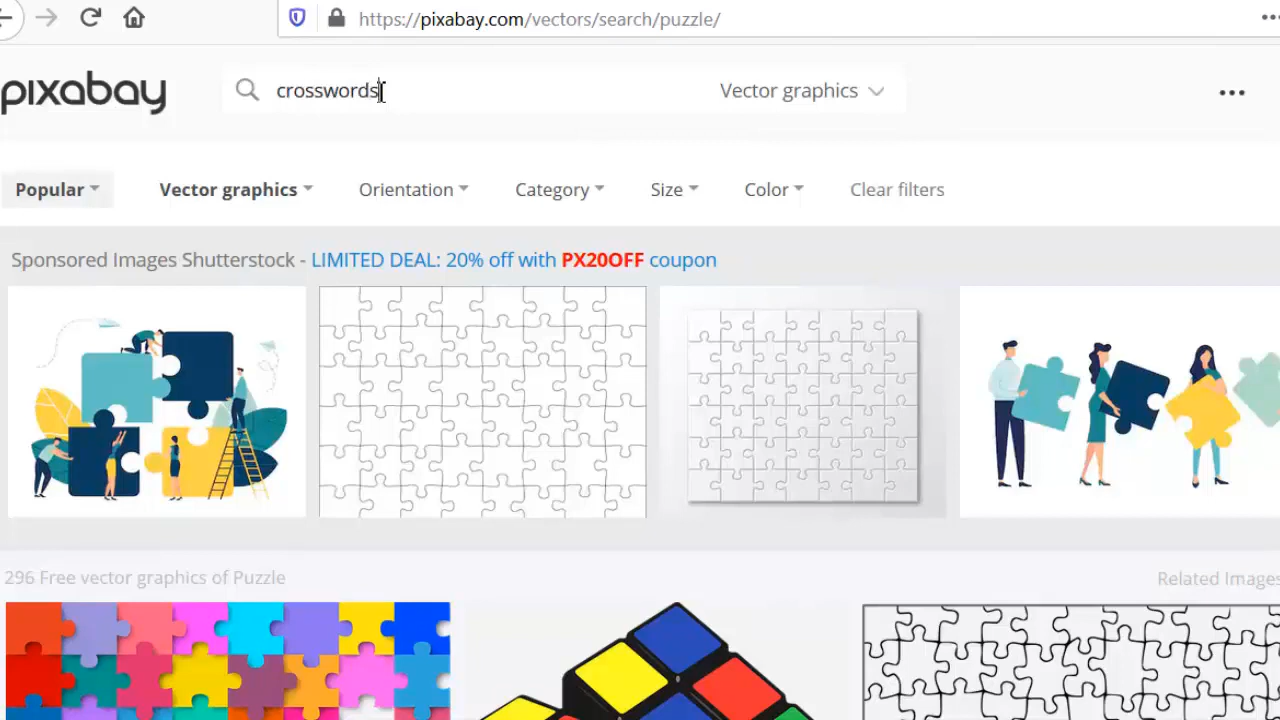 https://pixabay.com/vectors/search/puzzle/
pixabay
crosswords
Vector graphics
Popular
Vector graphics
Orientation
Category
Size
Color
Clear filters
Sponsored Images Shutterstock - LIMITED DEAL: 20% off with PX20OFF coupon
296 Free vector graphics of Puzzle
Related Images